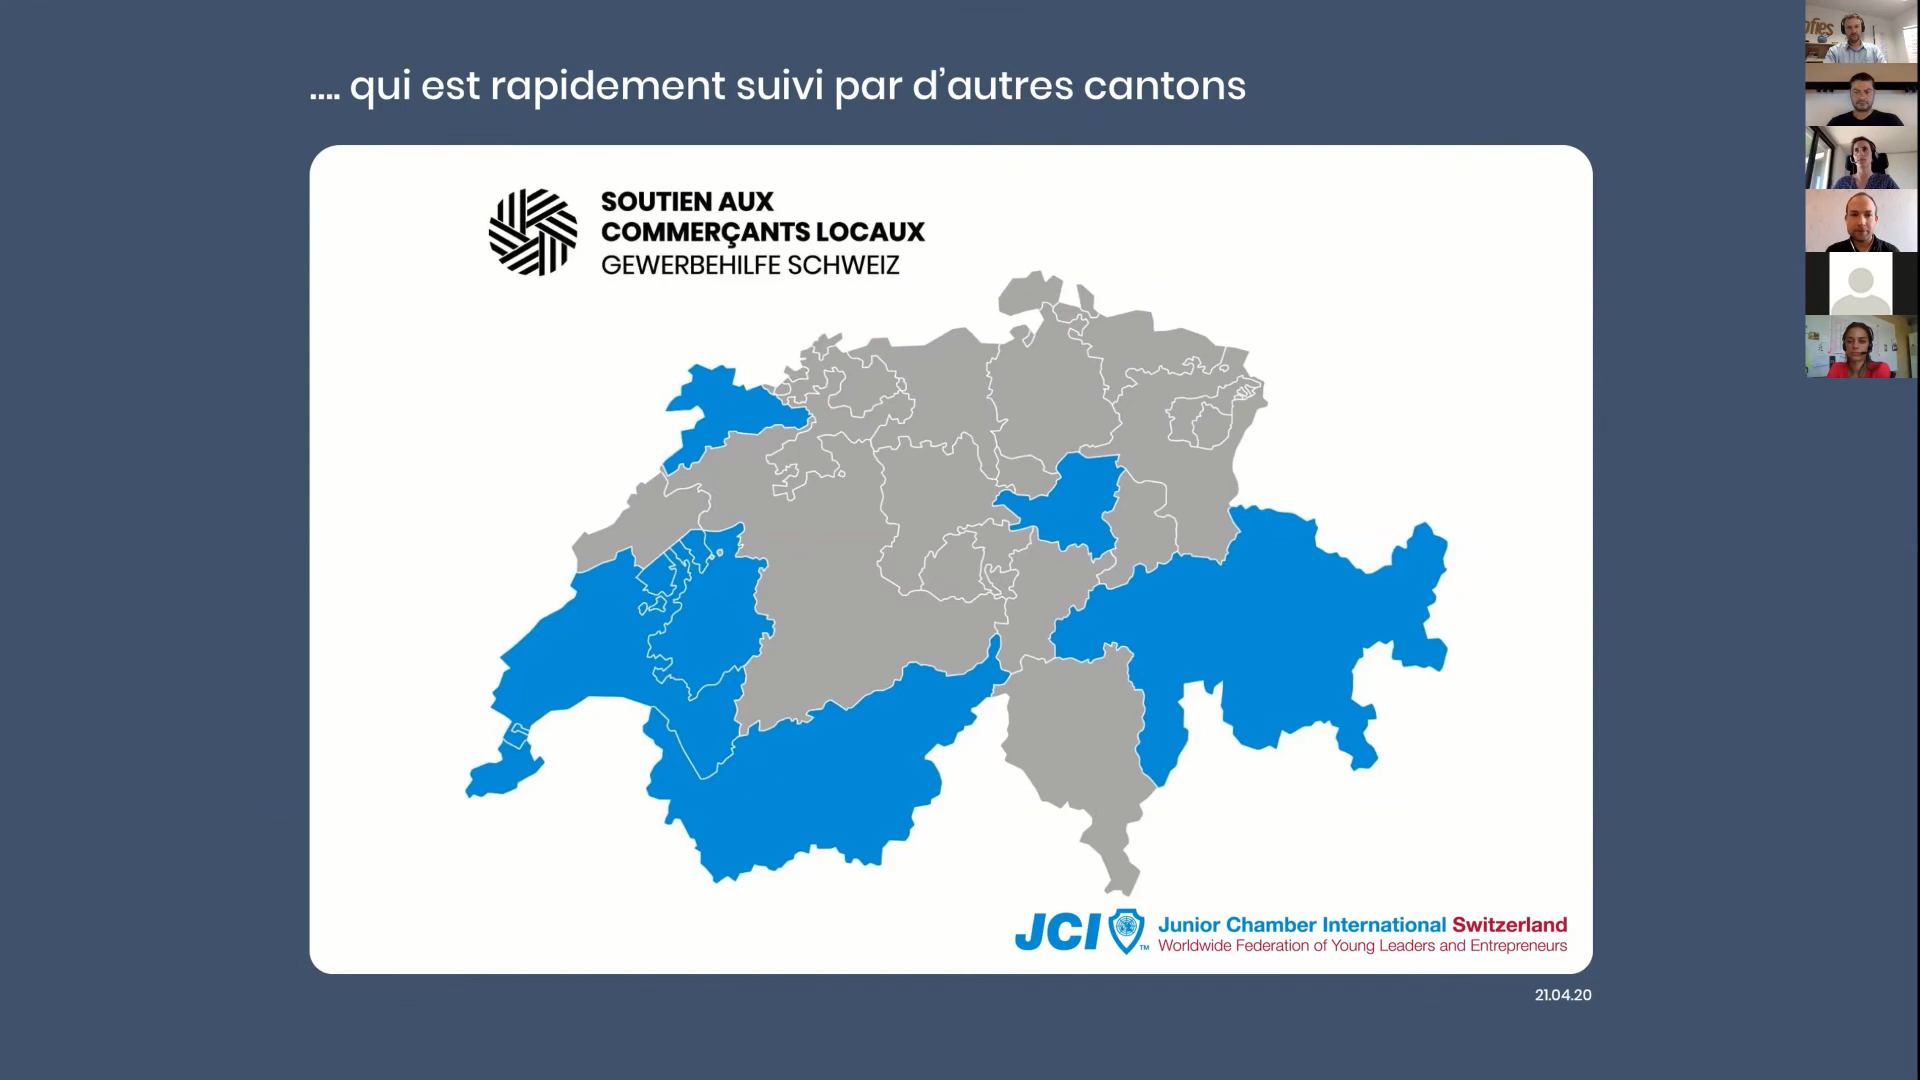 .... qui est rapidement suivi par d’autres cantons
SOUTIEN AUX
COMMERÇANTS LOCAUX
GEWERBEHILFE SCHWEIZ
JCI TM
Junior Chamber International Switzerland
Worldwide Federation of Young Leaders and Entrepreneurs
21.04.20